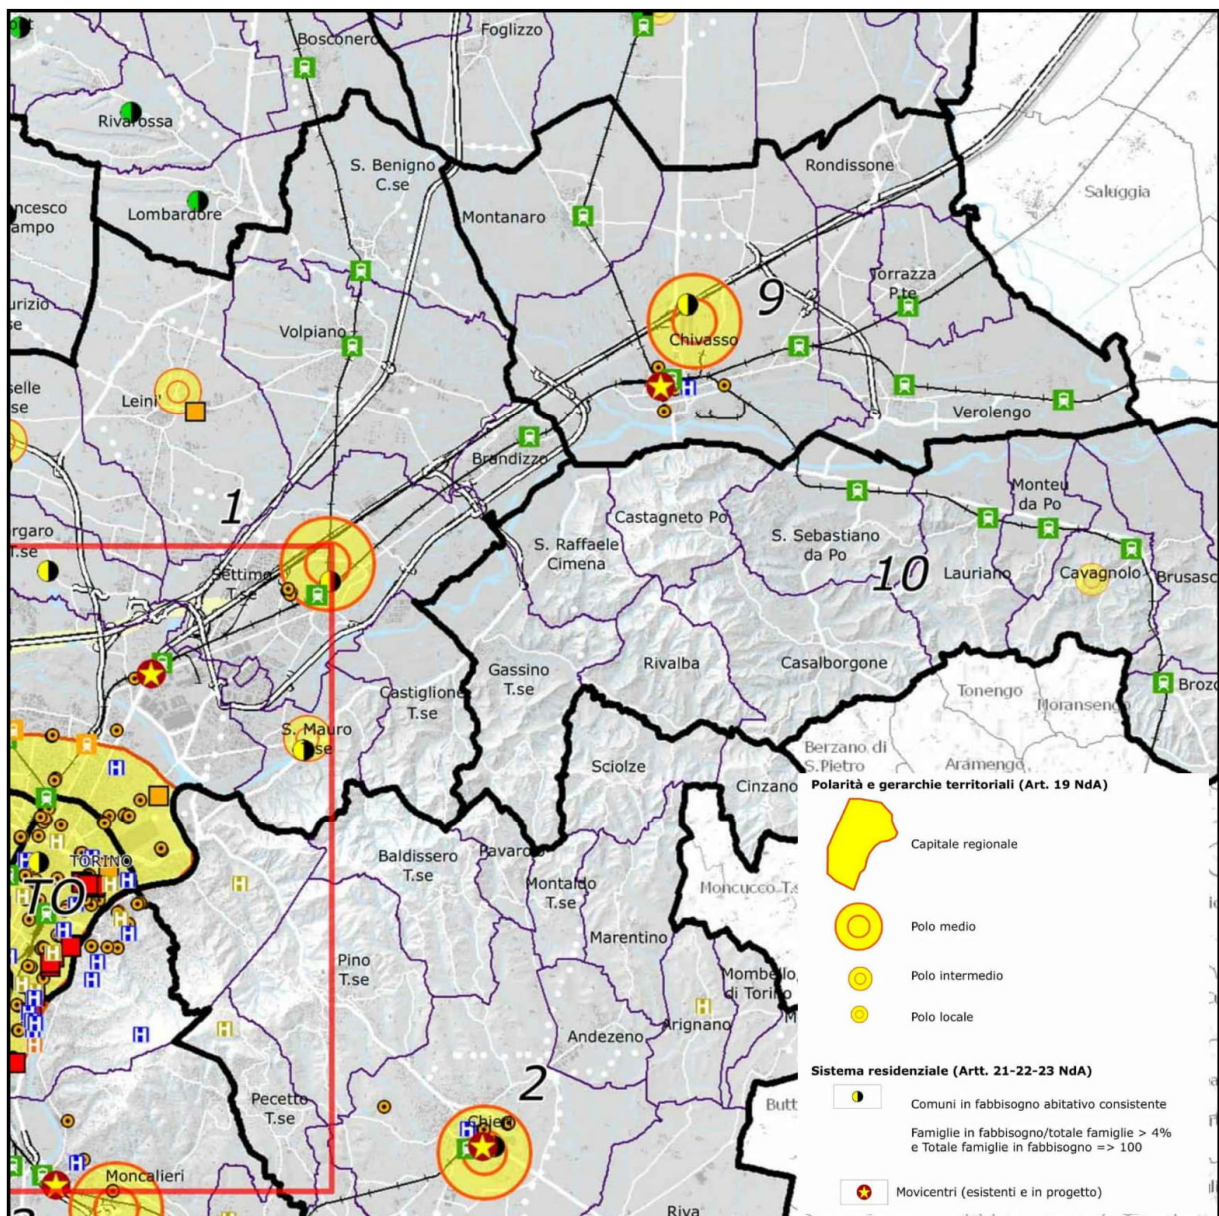 Bosconero
Foglizzo
Rivarossa
S. Benigno
C.se
Rondissone
Saluggia
Lombardore
Montanaro
Torrazza
P.te
9
Volpiano
Chivasso
Leini'
Verolengo
Brandizzo
1
Castagneto Po
Monteu
da Po
S. Raffaele
Cimena
S. Sebastiano
da Po
10
Lauriano
Cavagnolo
Settimo
T.se
Gassino
T.se
Rivalba
Casalborgone
Castiglione
T.se
Tonengo
Moransengo
S. Mauro
Berzano di
S.Pietro
Aramengo
Sciolze
Cinzano
TORINO
TO
Baldissero
T.se
Montaldo
T.se
Marentino
Pino
T.se
Mombello
di Torino
Andezeno
Arignano
2
Pecetto
T.se
Chieri
Moncalieri
Riva
Polarità e gerarchie territoriali (Art. 19 NdA)
Capitale regionale
Polo medio
Polo intermedio
Polo locale
Sistema residenziale (Artt. 21-22-23 NdA)
Comuni in fabbisogno abitativo consistente
Famiglie in fabbisogno/totale famiglie > 4%
e Totale famiglie in fabbisogno => 100
Movicentri (esistenti e in progetto)